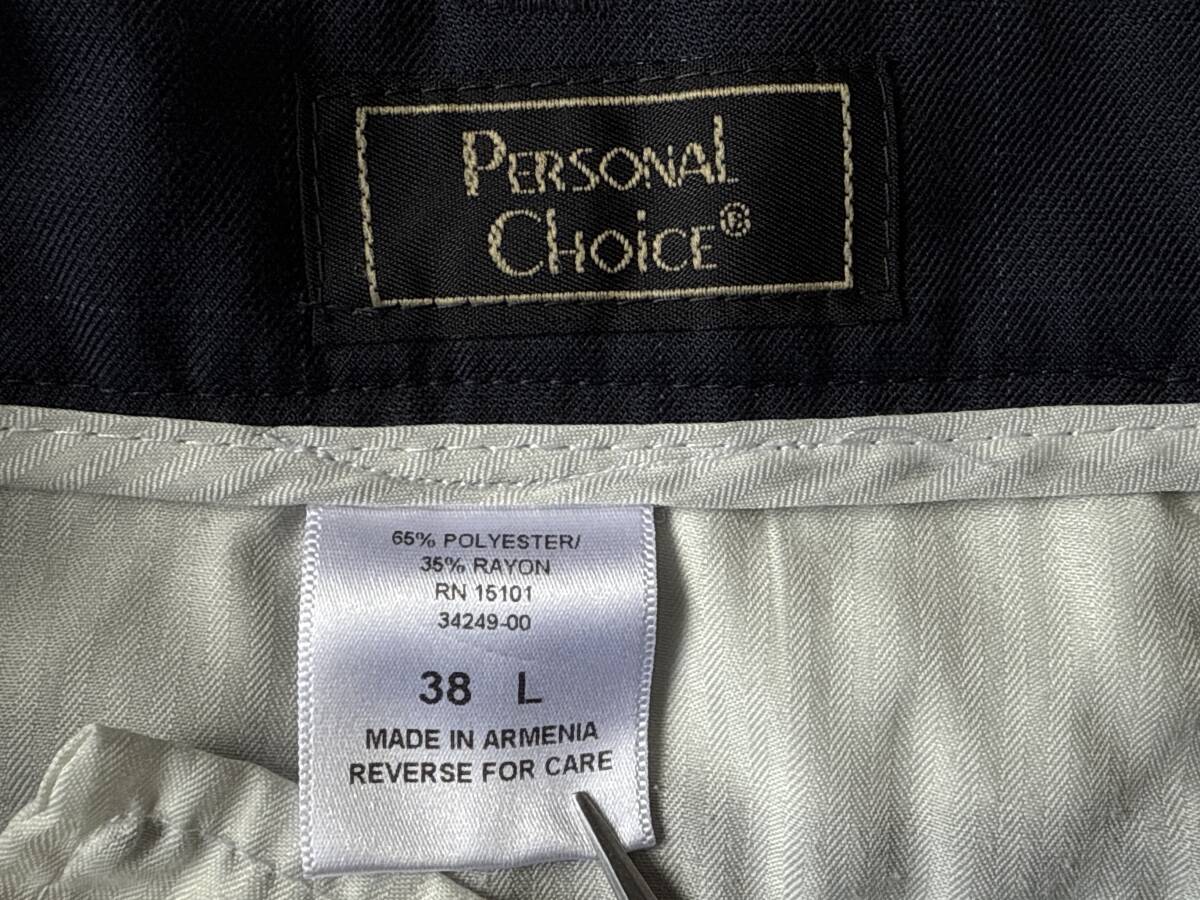 PERSONAL
CHOiCE®
65% POLYESTER/
35% RAYON
RN 15101
34249-00
38 L
MADE IN ARMENIA
REVERSE FOR CARE